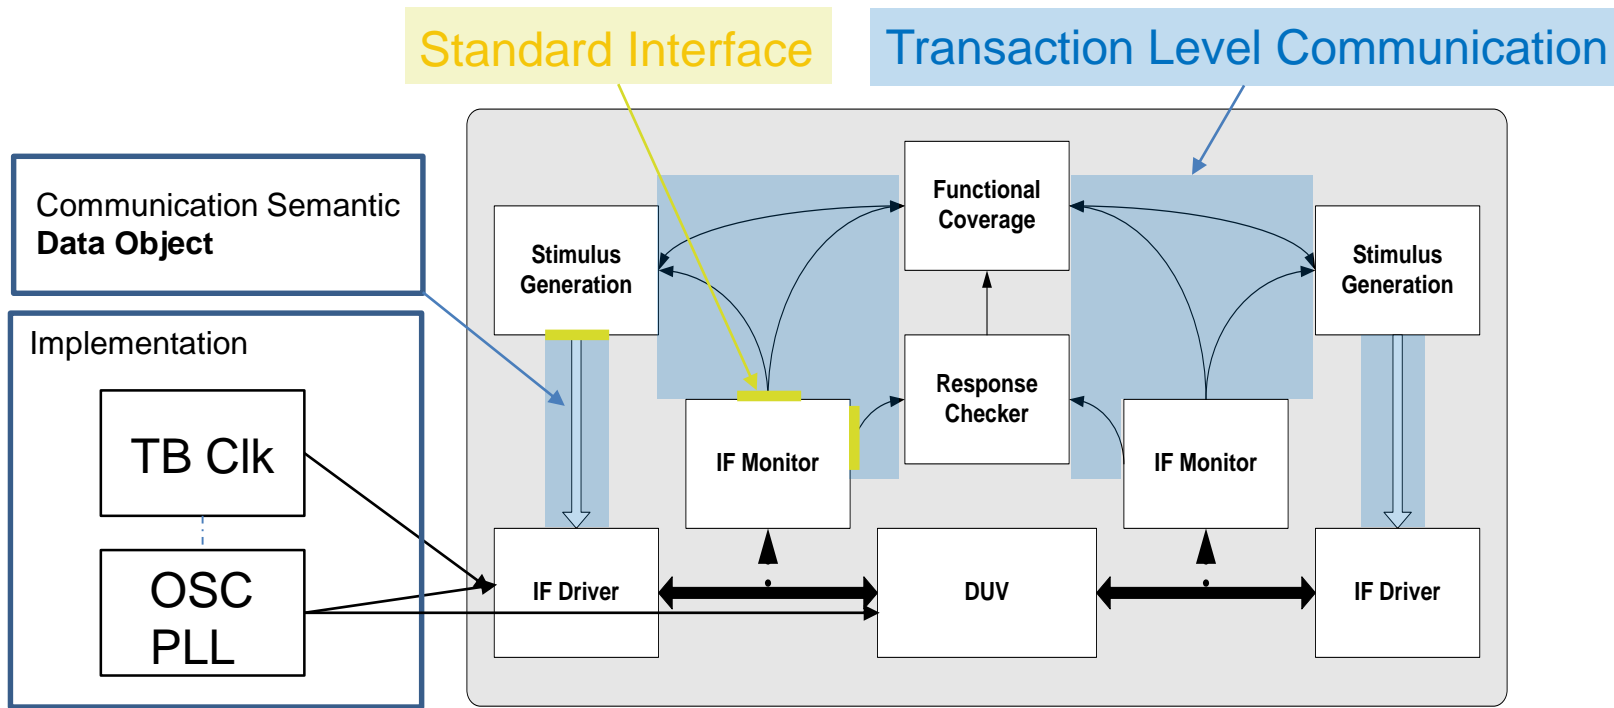 Standard Interface
Transaction Level Communication
Communication Semantic
Data Object
Implementation
TB Clk
OSC
PLL
Stimulus
Generation
Functional
Coverage
Stimulus
Generation
IF Monitor
Response
Checker
IF Monitor
IF Driver
DUV
IF Driver